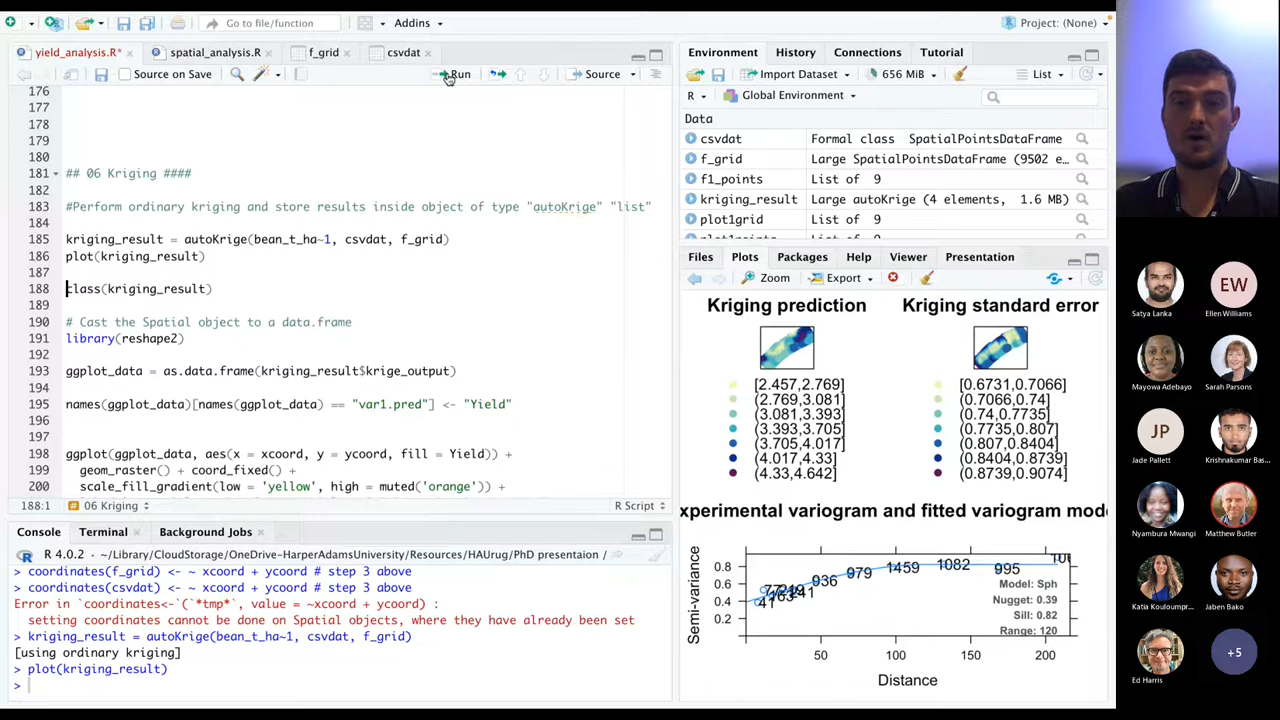 Go to file/function
Addins
Project: (None)
yield_analysis.R*
spatial_analysis.R
f_grid
csvdat
Source on Save
Run
Source
176
177
178
179
180
181 ## 06 Kriging ####
182
183 #Perform ordinary kriging and store results inside object of type "autoKrige" "list"
184
185 kriging_result = autoKrige(bean_t_ha~1, csvdat, f_grid)
186 plot(kriging_result)
187
188 class(kriging_result)
189
190 # Cast the Spatial object to a data.frame
191 library(reshape2)
192
193 ggplot_data = as.data.frame(kriging_result$krige_output)
194
195 names(ggplot_data)[names(ggplot_data) == "var1.pred"] <- "Yield"
196
197
198 ggplot(ggplot_data, aes(x = xcoord, y = ycoord, fill = Yield)) +
199 geom_raster() + coord_fixed() +
200 scale_fill_gradient(low = 'yellow', high = muted('orange')) +
188:1
# 06 Kriging
R Script
Console
Terminal
Background Jobs
R 4.0.2 · ~/Library/CloudStorage/OneDrive-HarperAdamsUniversity/Resources/HAUrug/PhD presentaion /
> coordinates(f_grid) <- ~ xcoord + ycoord # step 3 above
> coordinates(csvdat) <- ~ xcoord + ycoord # step 3 above
Error in `coordinates<-`(`*tmp*`, value = ~xcoord + ycoord) :
setting coordinates cannot be done on Spatial objects, where they have already been set
> kriging_result = autoKrige(bean_t_ha~1, csvdat, f_grid)
[using ordinary kriging]
> plot(kriging_result)
>
Environment
History
Connections
Tutorial
Import Dataset
656 MiB
List
R
Global Environment
Data
csvdat Formal class SpatialPointsDataFrame
f_grid Large SpatialPointsDataFrame (9502 e…
f1_points List of 9
kriging_result Large autoKrige (4 elements, 1.6 MB)
plot1grid List of 9
Files
Plots
Packages
Help
Viewer
Presentation
Zoom
Export
Kriging prediction
[2.457,2.769]
(2.769,3.081]
(3.081,3.393]
(3.393,3.705]
(3.705,4.017]
(4.017,4.33]
(4.33,4.642]
Kriging standard error
[0.6731,0.7066]
(0.7066,0.74]
(0.74,0.7735]
(0.7735,0.807]
(0.807,0.8404]
(0.8404,0.8739]
(0.8739,0.9074]
xperimental variogram and fitted variogram mod
Semi-variance
0.8
0.6
0.4
0.2
41
936
979
1459
1082
995
Model: Sph
Nugget: 0.39
Sill: 0.82
Range: 120
50
100
150
200
Distance
Satya Lanka
EW
Ellen Williams
Mayowa Adebayo
Sarah Parsons
JP
Jade Pallett
Krishnakumar Bas...
Nyambura Mwangi
Matthew Butler
Katia Kouloumpr...
Jaben Bako
Ed Harris
+5